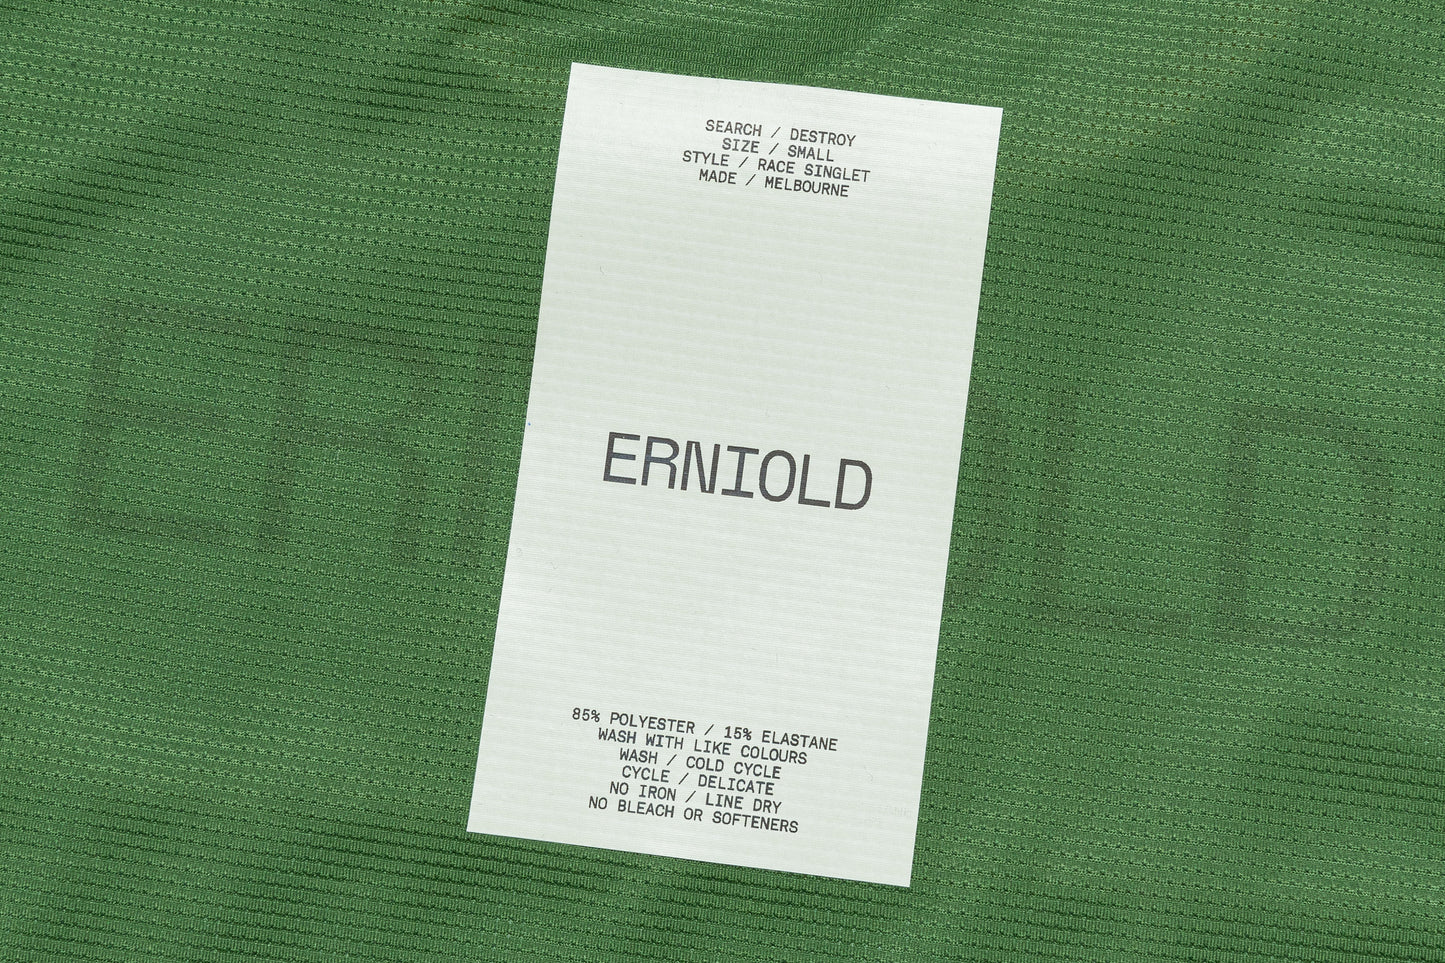 SEARCH / DESTROY
SIZE / SMALL
STYLE / RACE SINGLET
MADE / MELBOURNE
ERNIOLD
85% POLYESTER / 15% ELASTANE
WASH WITH LIKE COLOURS
WASH / COLD CYCLE
CYCLE / DELICATE
NO IRON / LINE DRY
NO BLEACH OR SOFTENERS